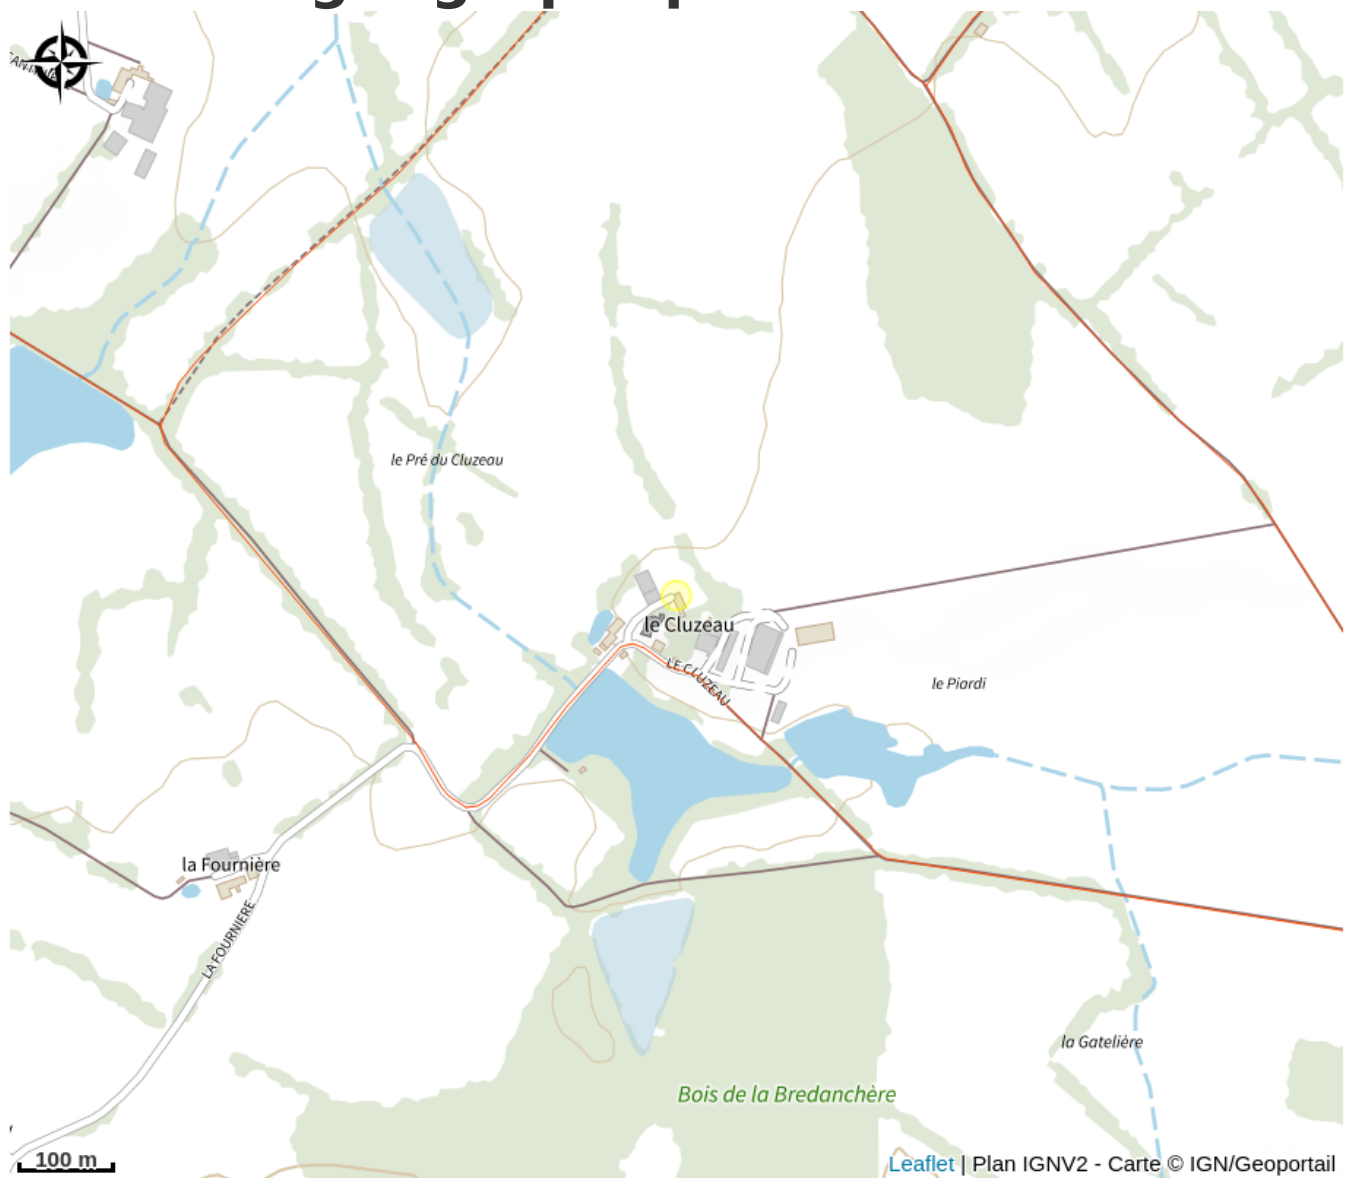 le Pré du Cluzeau
le Cluzeau
LE CLUZEAU
le Piardi
la Fournière
LA FOURNIERE
la Gatelière
Bois de la Bredanchère
100 m
Leaflet | Plan IGNV2 - Carte © IGN/Geoportail